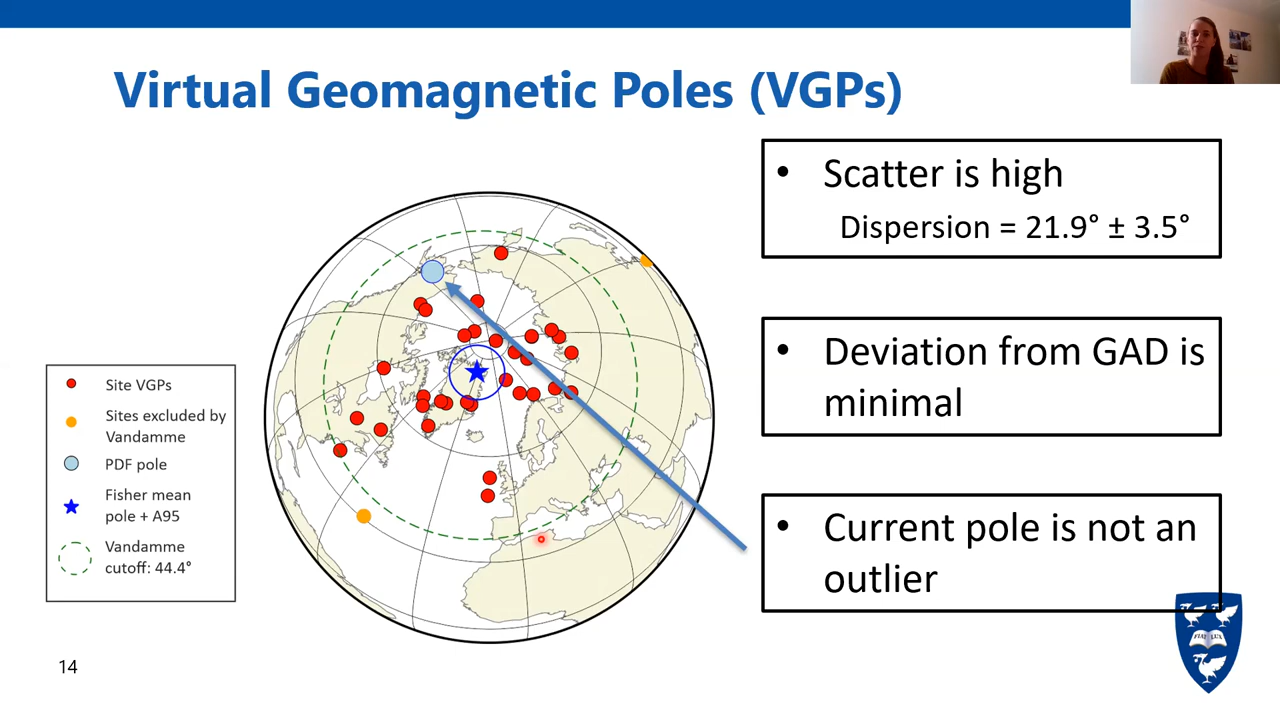 Virtual Geomagnetic Poles (VGPs)
• Scatter is high
Dispersion = 21.9° ± 3.5°
• Deviation from GAD is
minimal
• Current pole is not an
outlier
Site VGPs
Sites excluded by
Vandamme
PDF pole
Fisher mean
pole + A95
Vandamme
cutoff: 44.4°
14
FIAT LUX